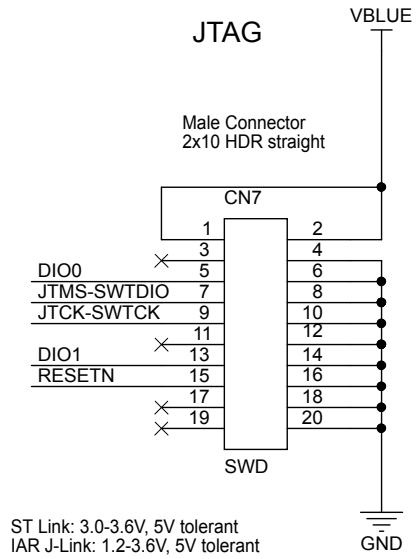 JTAG
VBLUE
Male Connector
2x10 HDR straight
CN7
1 2
3 4
DIO0 5 6
JTMS-SWTDIO 7 8
JTCK-SWTCK 9 10
11 12
DIO1 13 14
RESETN 15 16
17 18
19 20
SWD
ST Link: 3.0-3.6V, 5V tolerant
IAR J-Link: 1.2-3.6V, 5V tolerant
GND